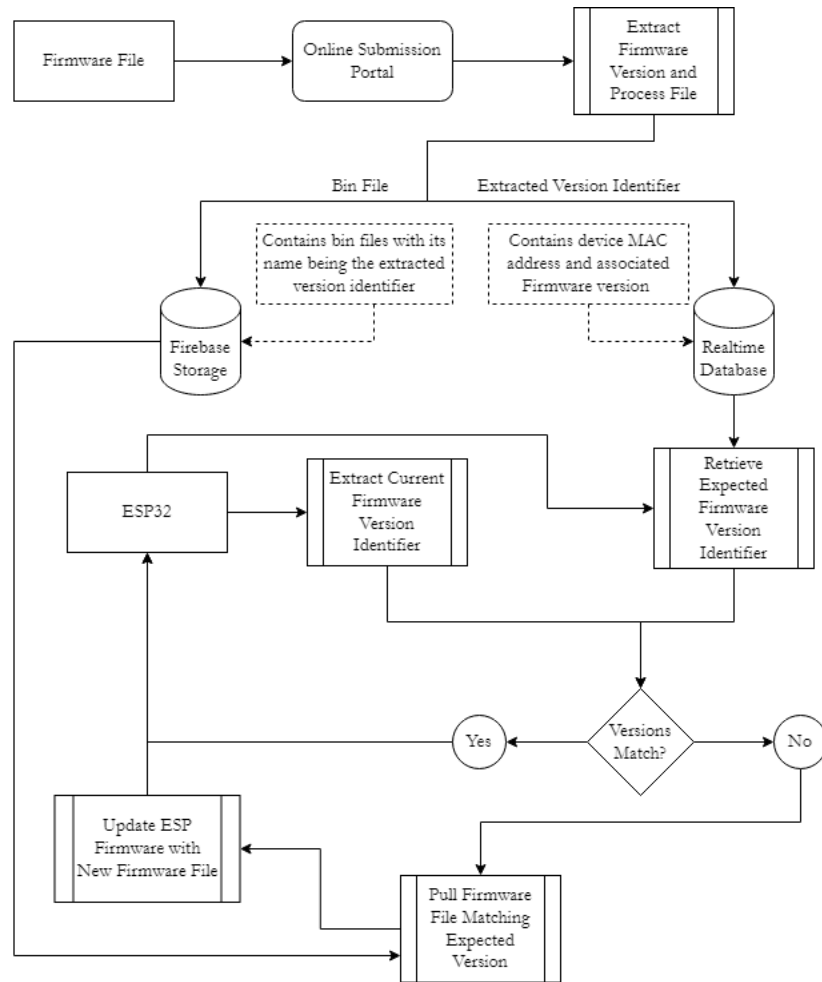 Firmware File
Online Submission
Portal
Extract
Firmware
Version and
Process File
Bin File
Extracted Version Identifier
Contains bin files with its
name being the extracted
version identifier
Contains device MAC
address and associated
Firmware version
Firebase
Storage
Realtime
Database
ESP32
Extract Current
Firmware
Version
Identifier
Retrieve
Expected
Firmware
Version
Identifier
Yes
Versions
Match?
No
Update ESP
Firmware with
New Firmware File
Pull Firmware
File Matching
Expected
Version